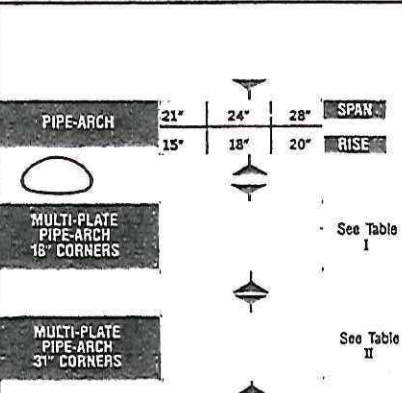 PIPE-ARCH 21" 24" 28" SPAN
15" 18" 20" RISE
MULTI-PLATE
PIPE-ARCH
18" CORNERS
See Table
I
MULTI-PLATE
PIPE-ARCH
31" CORNERS
See Table
II